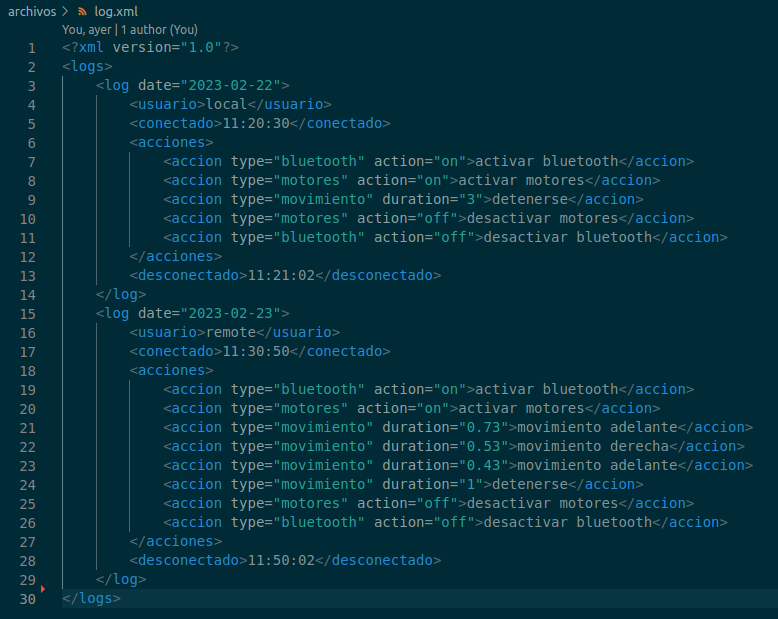 archivos > log.xml
You, ayer | 1 author (You)
1 <?xml version="1.0"?>
2 <logs>
3     <log date="2023-02-22">
4         <usuario>local</usuario>
5         <conectado>11:20:30</conectado>
6         <acciones>
7             <accion type="bluetooth" action="on">activar bluetooth</accion>
8             <accion type="motores" action="on">activar motores</accion>
9             <accion type="movimiento" duration="3">detenerse</accion>
10             <accion type="motores" action="off">desactivar motores</accion>
11             <accion type="bluetooth" action="off">desactivar bluetooth</accion>
12         </acciones>
13         <desconectado>11:21:02</desconectado>
14     </log>
15     <log date="2023-02-23">
16         <usuario>remote</usuario>
17         <conectado>11:30:50</conectado>
18         <acciones>
19             <accion type="bluetooth" action="on">activar bluetooth</accion>
20             <accion type="motores" action="on">activar motores</accion>
21             <accion type="movimiento" duration="0.73">movimiento adelante</accion>
22             <accion type="movimiento" duration="0.53">movimiento derecha</accion>
23             <accion type="movimiento" duration="0.43">movimiento adelante</accion>
24             <accion type="movimiento" duration="1">detenerse</accion>
25             <accion type="motores" action="off">desactivar motores</accion>
26             <accion type="bluetooth" action="off">desactivar bluetooth</accion>
27         </acciones>
28         <desconectado>11:50:02</desconectado>
29     </log>
30 </logs>